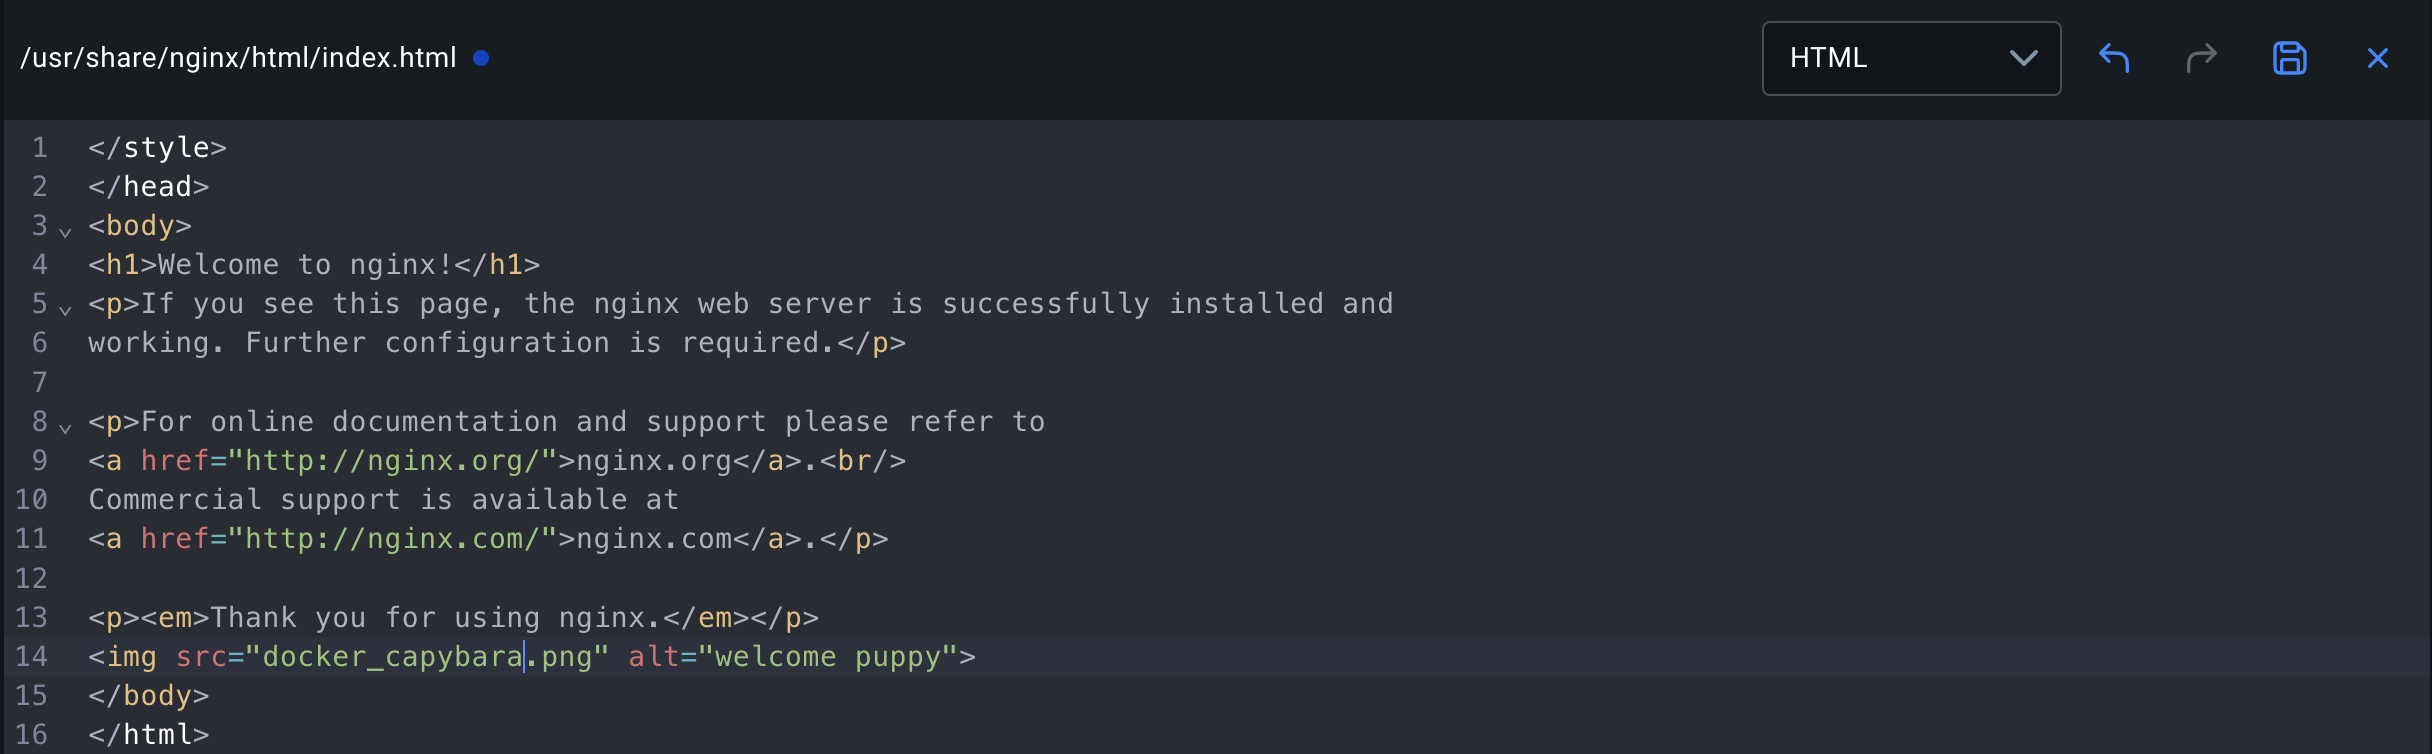 /usr/share/nginx/html/index.html
HTML
1 </style>
2 </head>
3 <body>
4 <h1>Welcome to nginx!</h1>
5 <p>If you see this page, the nginx web server is successfully installed and
6 working. Further configuration is required.</p>
7
8 <p>For online documentation and support please refer to
9 <a href="http://nginx.org/">nginx.org</a>.<br/>
10 Commercial support is available at
11 <a href="http://nginx.com/">nginx.com</a>.</p>
12
13 <p><em>Thank you for using nginx.</em></p>
14 <img src="docker_capybara.png" alt="welcome puppy">
15 </body>
16 </html>